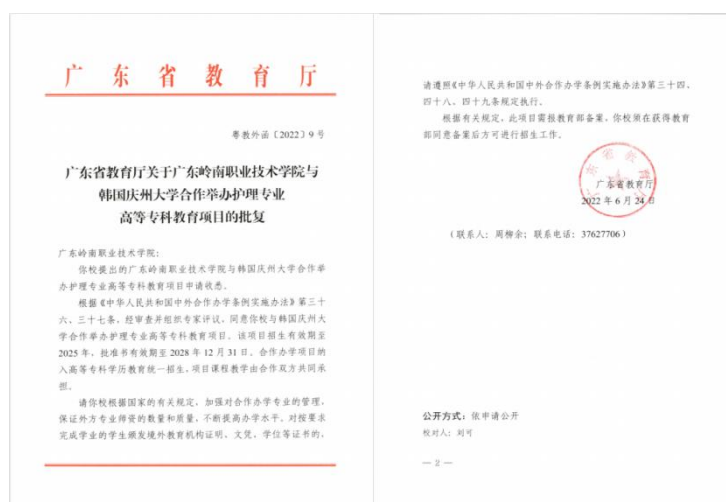 广东省教育厅
粤教外函〔2022〕9号
广东省教育厅关于广东岭南职业技术学院与
韩国庆州大学合作举办护理专业
高等专科教育项目的批复
广东岭南职业技术学院：
你校提出的广东岭南职业技术学院与韩国庆州大学合作举
办护理专业高等专科教育项目申请收悉。
根据《中华人民共和国中外合作办学条例实施办法》第三十
六、三十七条，经审查并组织专家评议，同意你校与韩国庆州大
学合作举办护理专业高等专科教育项目。该项目招生有效期至
2025年，批准书有效期至2028年12月31日。合作办学项目纳
入高等专科学历教育统一招生，项目课程教学由合作双方共同承
担。
请你校根据国家的有关规定，加强对合作办学专业的管理，
保证外方专业师资的数量和质量，不断提高办学水平，对按要求
完成学业的学生颁发境外教育机构证明、文凭、学位等证书的，
请遵照《中华人民共和国中外合作办学条例实施办法》第三十四、
四十八、四十九条规定执行。
根据有关规定，此项目需报教育部备案，你校须在获得教育
部同意备案后方可进行招生工作。
广东省教育厅
2022年6月24日
（联系人：周柳余；联系电话：37627706）
公开方式：依申请公开
校对人：刘可
— 2 —